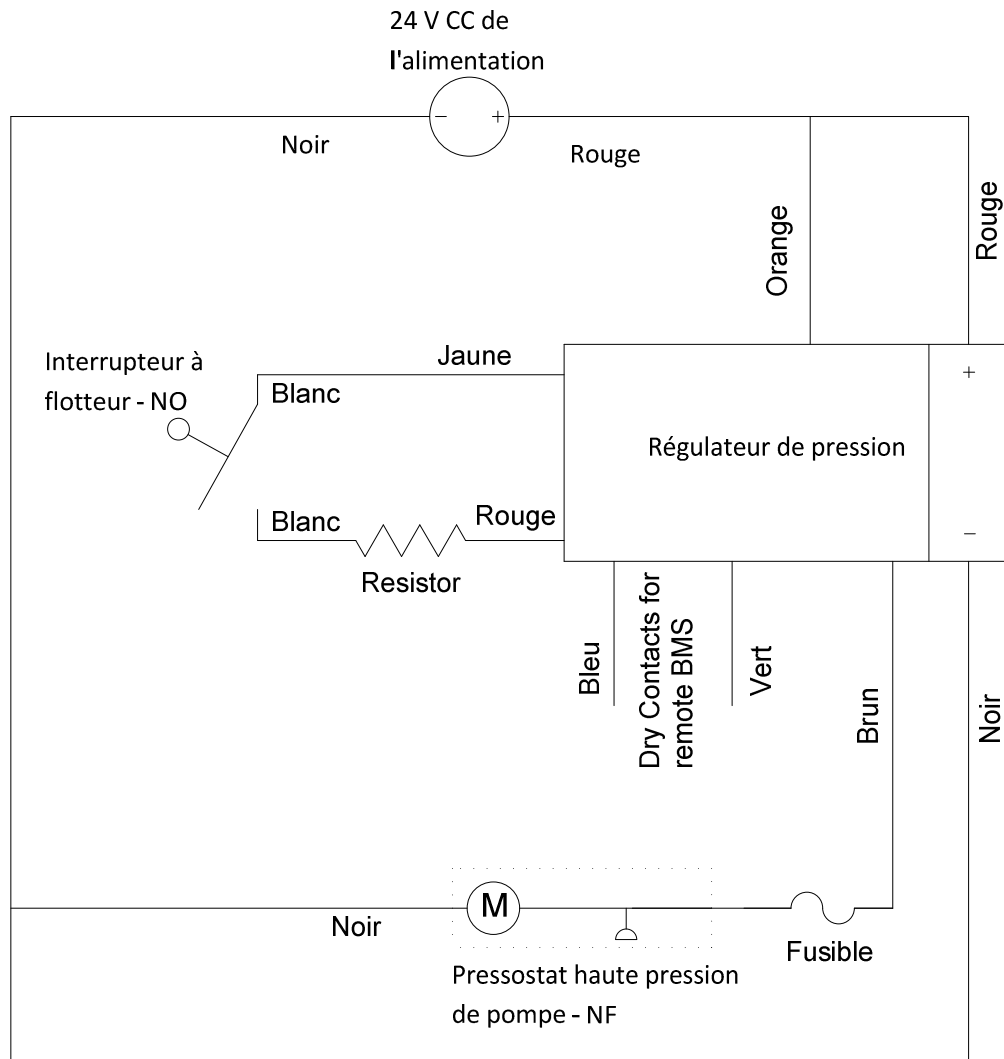 24 V CC de
l'alimentation
−
+
Noir
Rouge
Orange
Rouge
Interrupteur à
flotteur - NO
Jaune
Blanc
+
Régulateur de pression
Blanc
Rouge
−
Resistor
Bleu
Dry Contacts for
remote BMS
Vert
Brun
Noir
M
Noir
Fusible
Pressostat haute pression
de pompe - NF